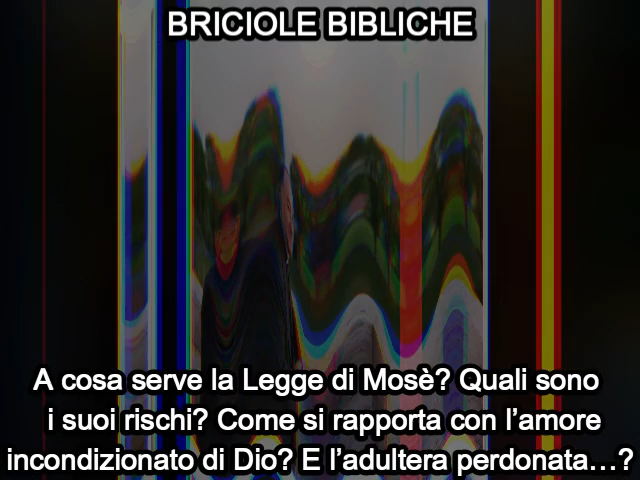 BRICIOLE BIBLICHE
A cosa serve la Legge di Mosè? Quali sono
i suoi rischi? Come si rapporta con l’amore
incondizionato di Dio? E l’adultera perdonata…?